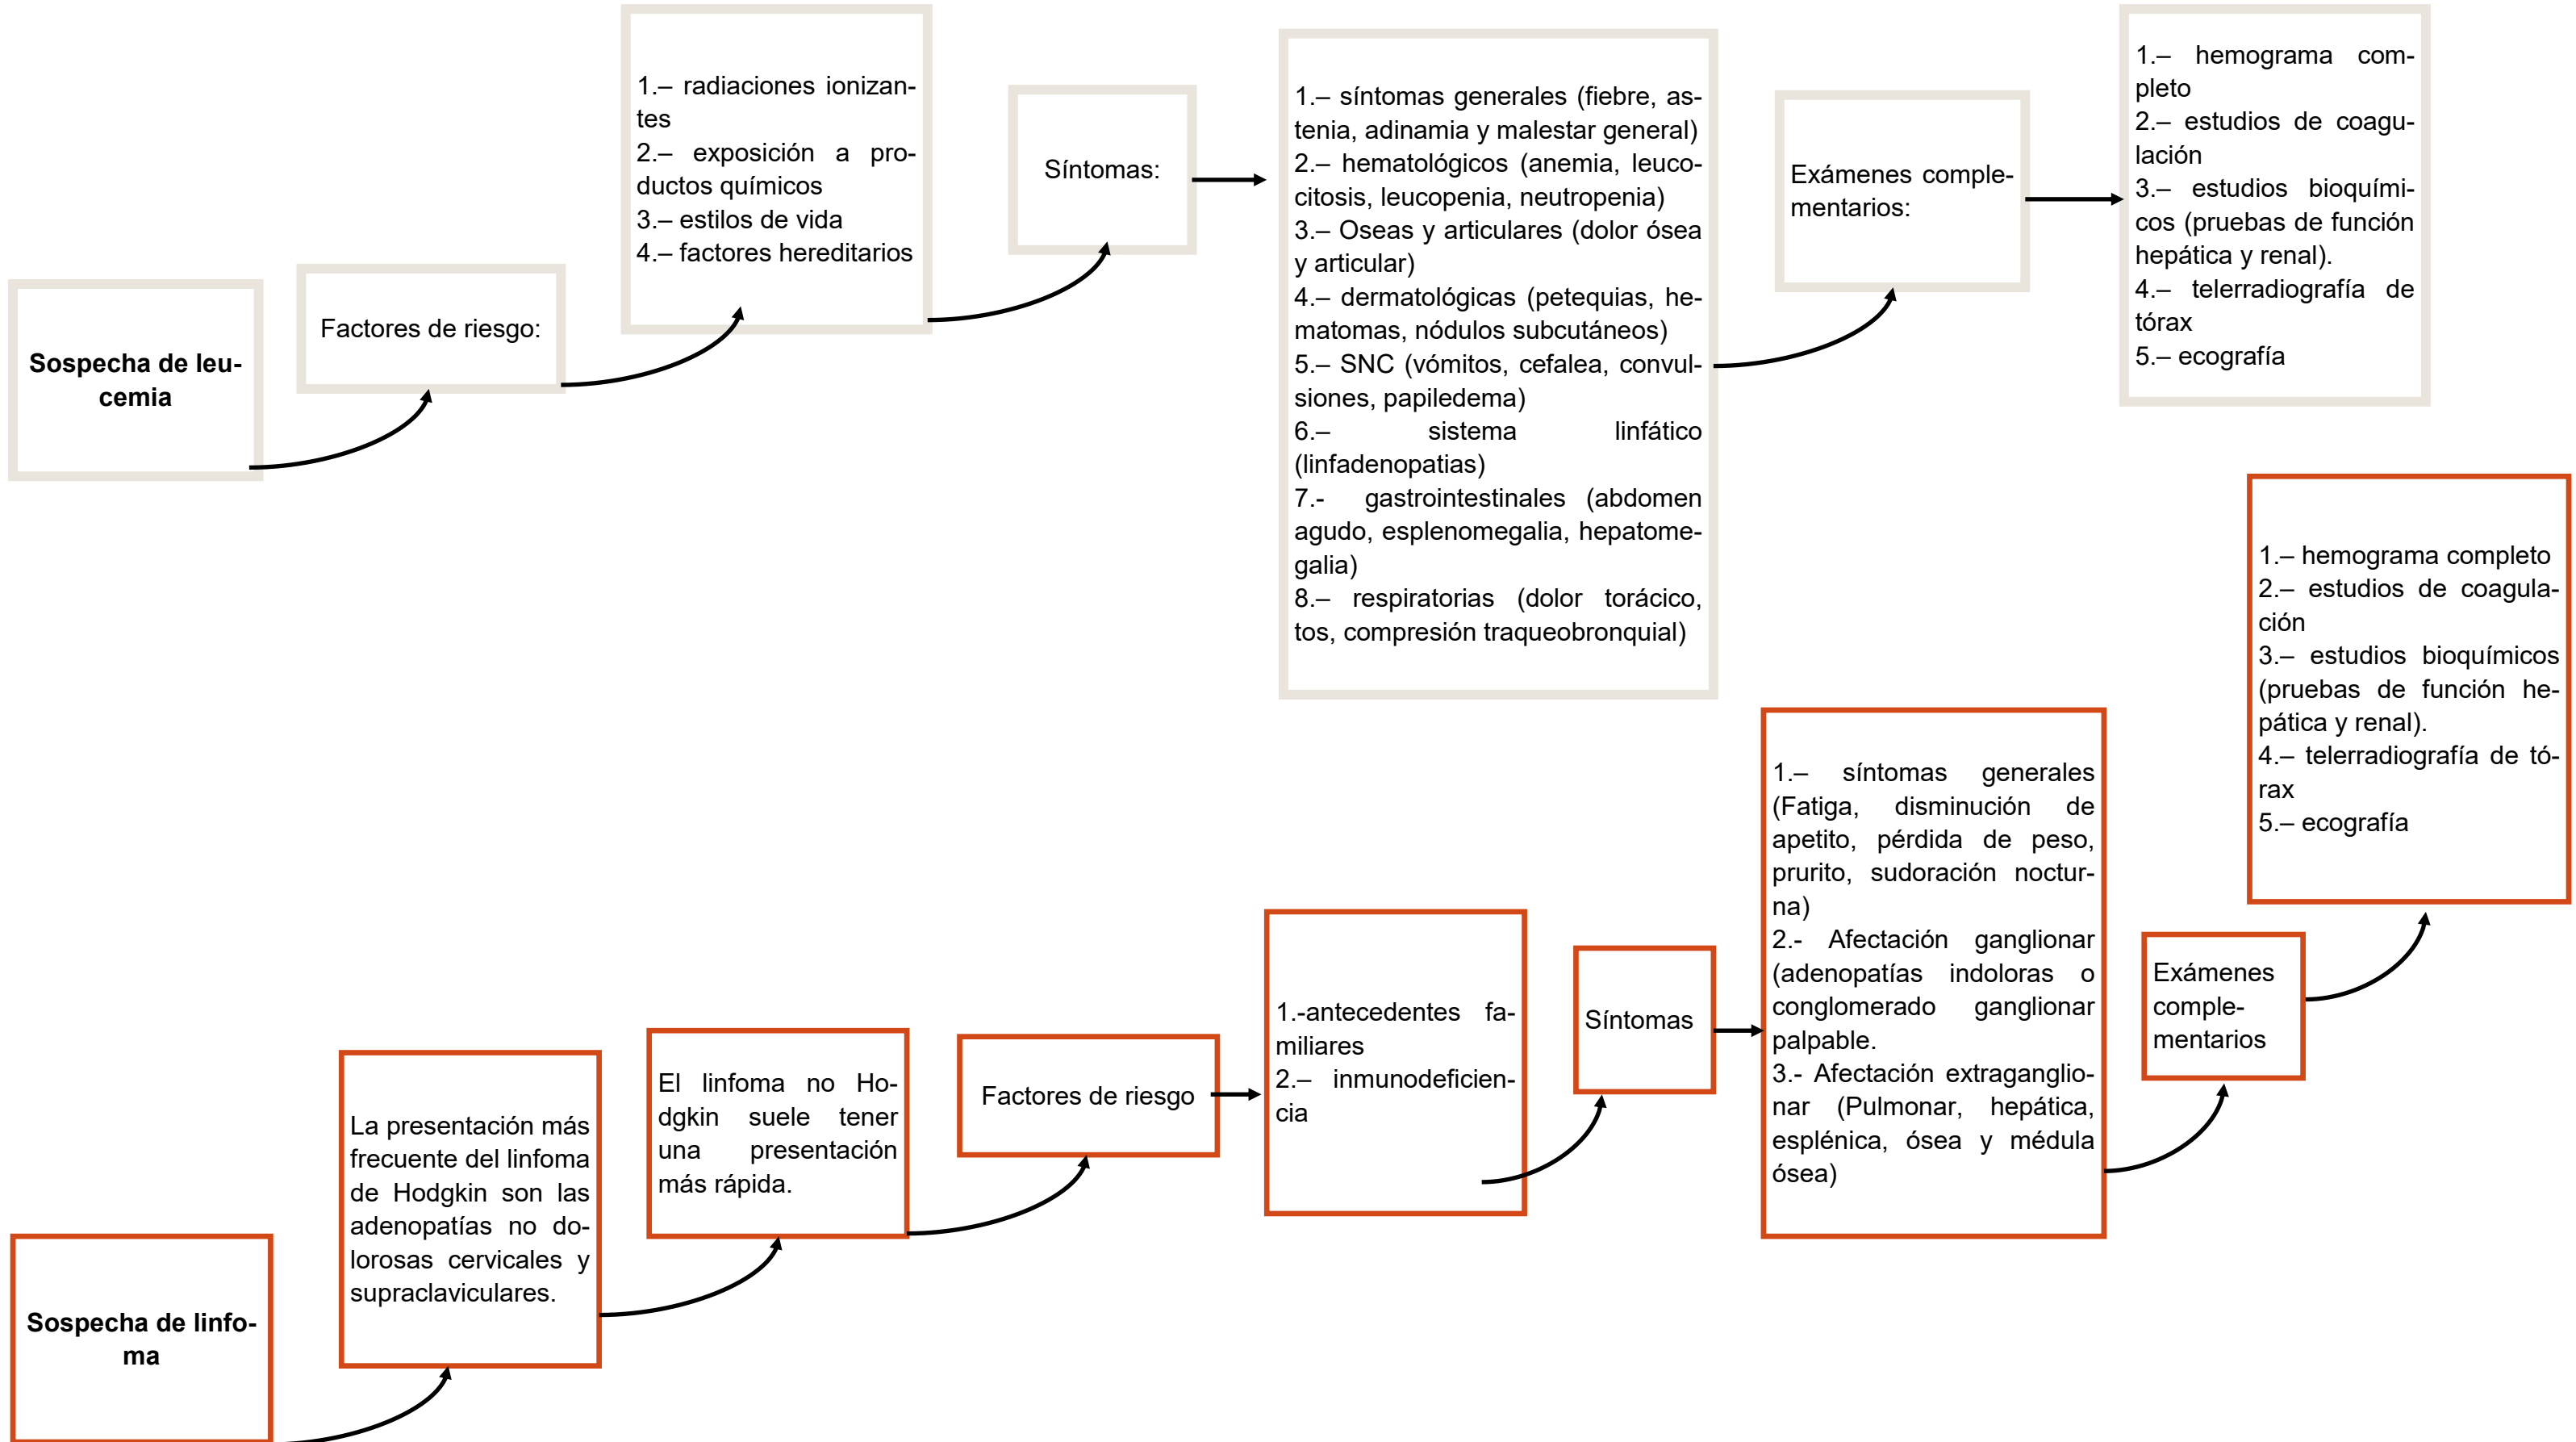 Sospecha de leu-
cemia
Factores de riesgo:
1.– radiaciones ionizan-
tes
2.– exposición a pro-
ductos químicos
3.– estilos de vida
4.– factores hereditarios
Síntomas:
1.– síntomas generales (fiebre, as-
tenia, adinamia y malestar general)
2.– hematológicos (anemia, leuco-
citosis, leucopenia, neutropenia)
3.– Oseas y articulares (dolor ósea
y articular)
4.– dermatológicas (petequias, he-
matomas, nódulos subcutáneos)
5.– SNC (vómitos, cefalea, convul-
siones, papiledema)
6.– sistema linfático
(linfadenopatias)
7.- gastrointestinales (abdomen
agudo, esplenomegalia, hepatome-
galia)
8.– respiratorias (dolor torácico,
tos, compresión traqueobronquial)
Exámenes comple-
mentarios:
1.– hemograma com-
pleto
2.– estudios de coagu-
lación
3.– estudios bioquími-
cos (pruebas de función
hepática y renal).
4.– telerradiografía de
tórax
5.– ecografía
Sospecha de linfo-
ma
La presentación más
frecuente del linfoma
de Hodgkin son las
adenopatías no do-
lorosas cervicales y
supraclaviculares.
El linfoma no Ho-
dgkin suele tener
una presentación
más rápida.
Factores de riesgo
1.-antecedentes fa-
miliares
2.– inmunodeficien-
cia
Síntomas
1.– síntomas generales
(Fatiga, disminución de
apetito, pérdida de peso,
prurito, sudoración noctur-
na)
2.- Afectación ganglionar
(adenopatías indoloras o
conglomerado ganglionar
palpable.
3.- Afectación extraganglio-
nar (Pulmonar, hepática,
esplénica, ósea y médula
ósea)
Exámenes
comple-
mentarios
1.– hemograma completo
2.– estudios de coagula-
ción
3.– estudios bioquímicos
(pruebas de función he-
pática y renal).
4.– telerradiografía de tó-
rax
5.– ecografía